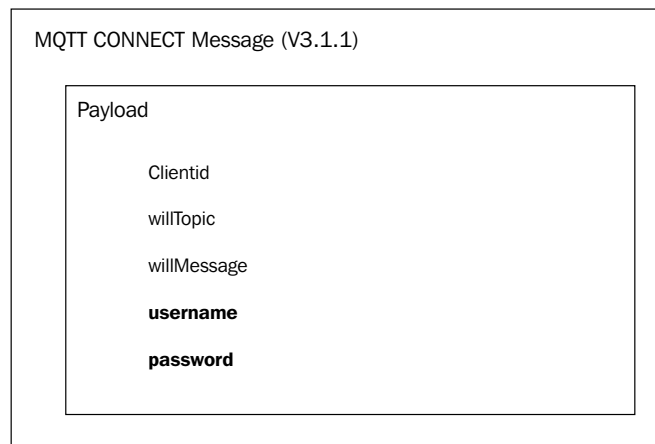 MQTT CONNECT Message (V3.1.1)
Payload
Clientid
willTopic
willMessage
username
password